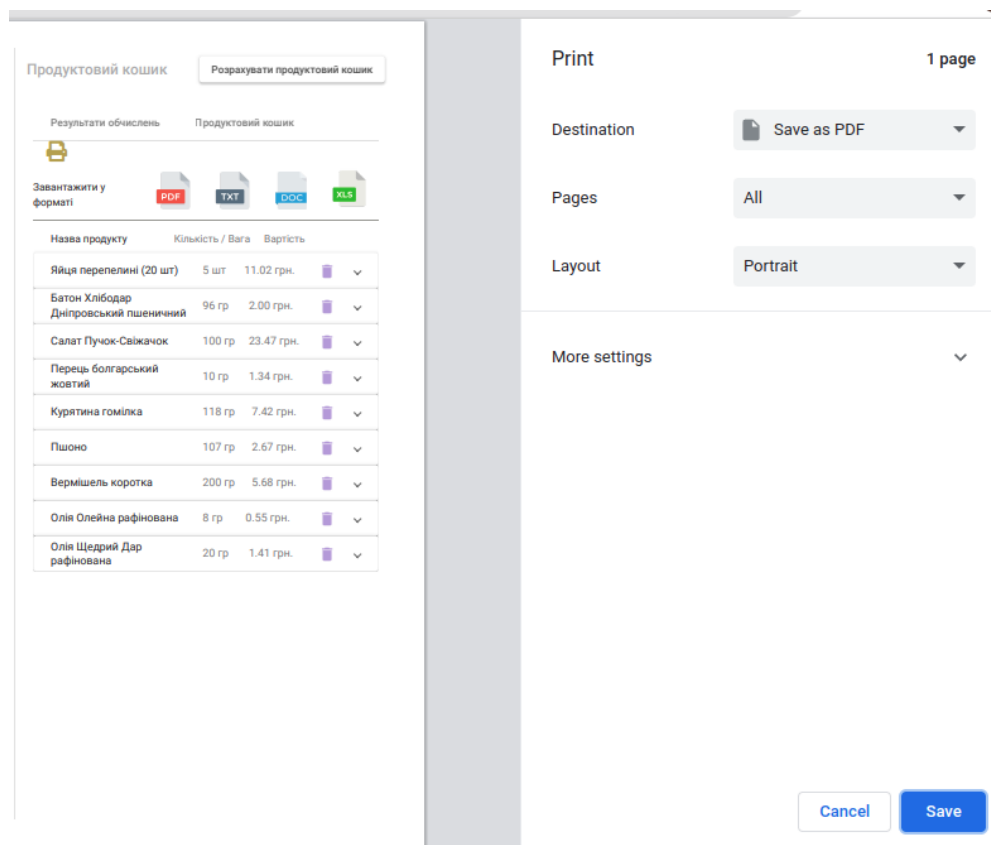 Продуктовий кошик Розрахувати продуктовий кошик
Результати обчислень Продуктовий кошик
Завантажити у
форматі
PDF TXT DOC XLS
Назва продукту Кількість / Вага Вартість
Яйця перепелині (20 шт) 5 шт 11.02 грн.
Батон Хлібодар
Дніпровський пшеничний 96 гр 2.00 грн.
Салат Пучок-Свіжачок 100 гр 23.47 грн.
Перець болгарський
жовтий 10 гр 1.34 грн.
Курятина гомілка 118 гр 7.42 грн.
Пшоно 107 гр 2.67 грн.
Вермішель коротка 200 гр 5.68 грн.
Олія Олейна рафінована 8 гр 0.55 грн.
Олія Щедрий Дар
рафінована 20 гр 1.41 грн.
Print 1 page
Destination Save as PDF
Pages All
Layout Portrait
More settings
Cancel Save